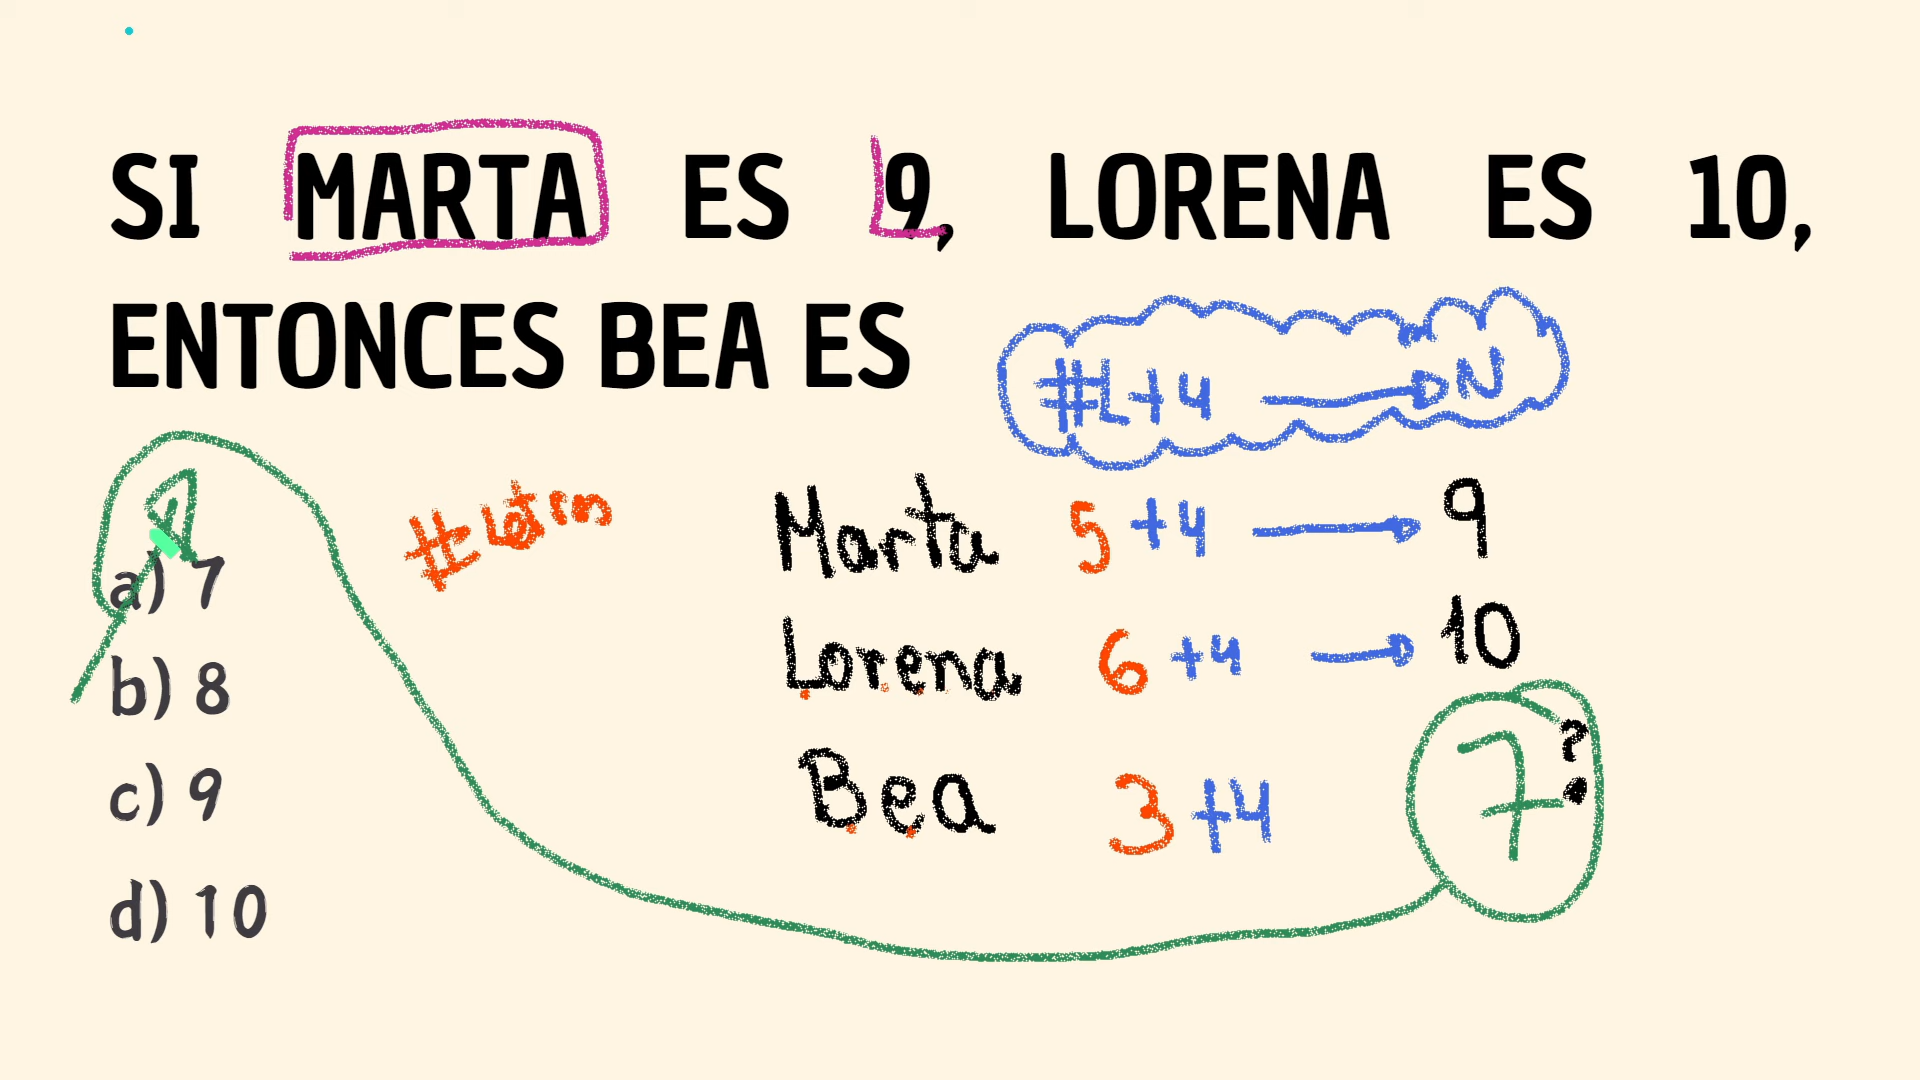 SI MARTA ES 9, LORENA ES 10,
ENTONCES BEA ES
#L+4 → N
#Letras
Marta 5 +4 → 9
a) 7
Lorena 6 +4 → 10
b) 8
Bea 3 +4 7 ?
c) 9
d) 10